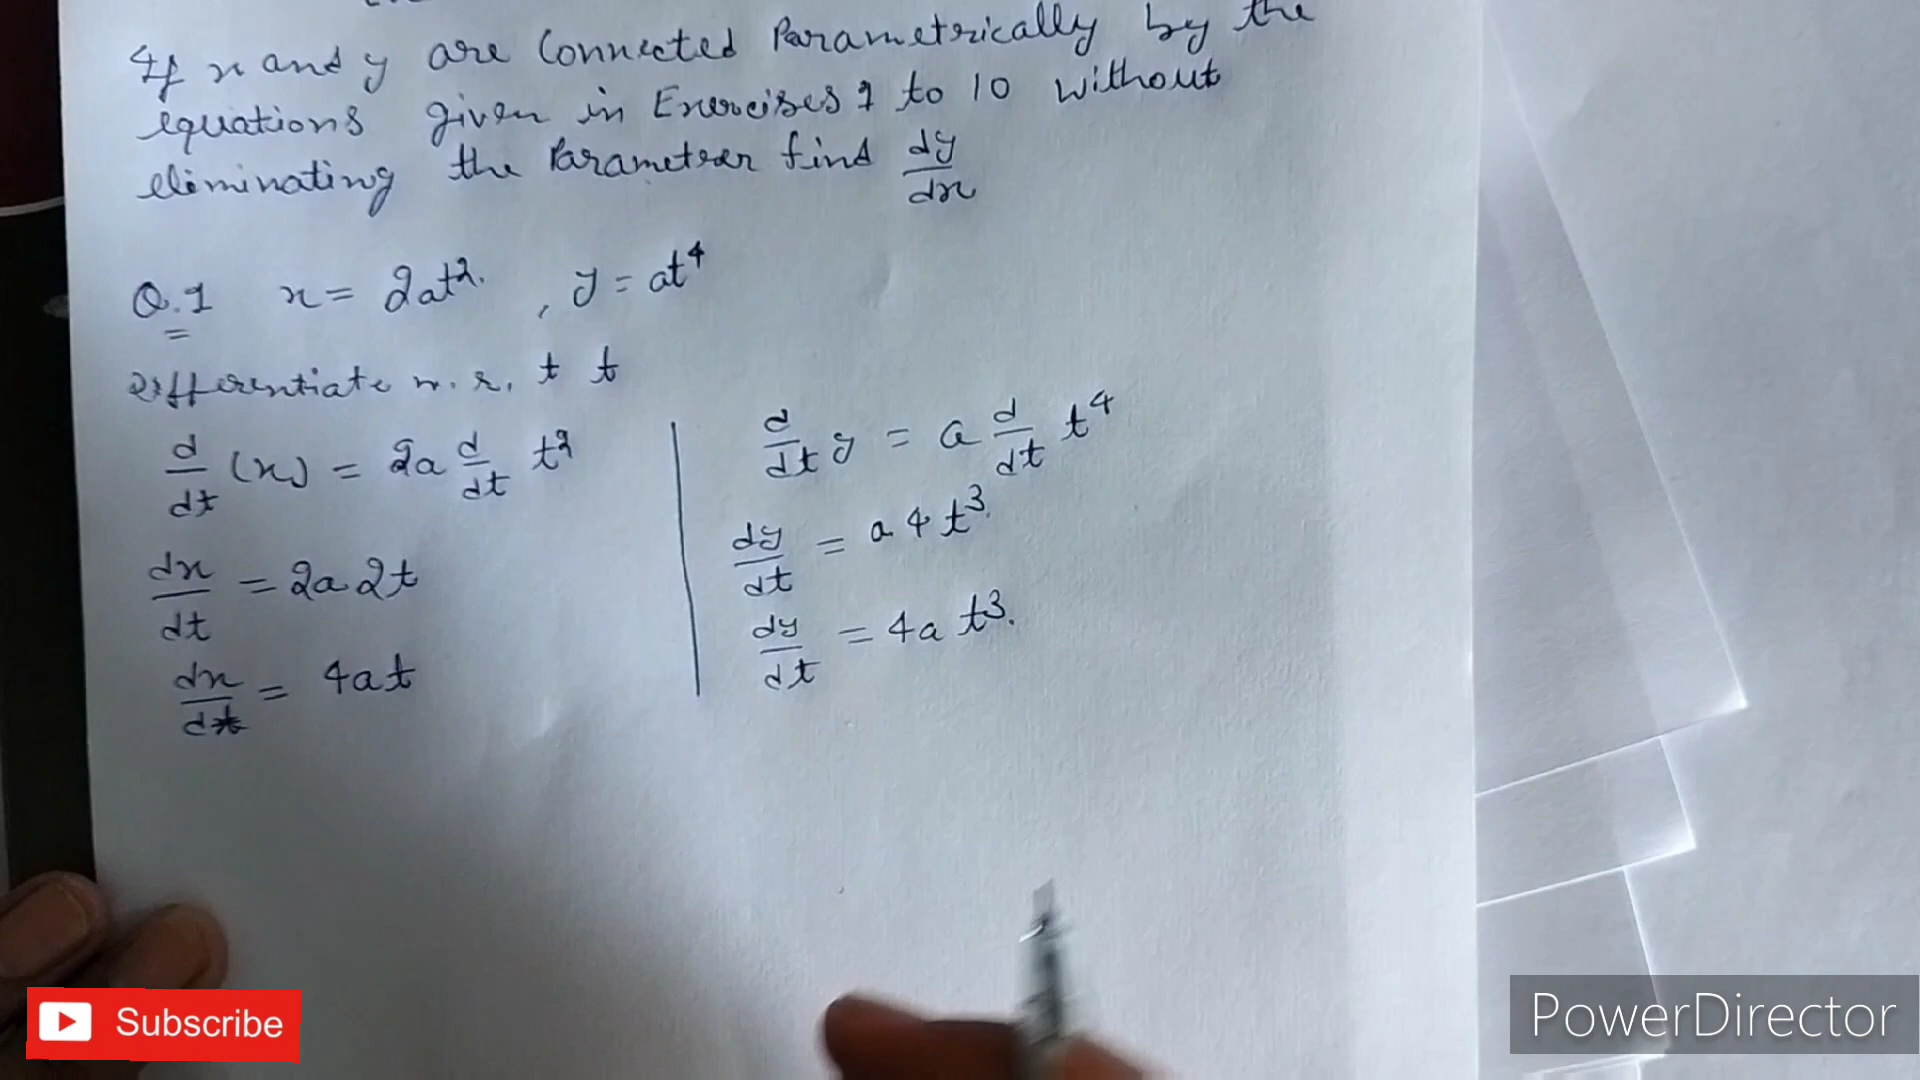 If x and y are Connected Parametrically by the
equations given in Exercises 1 to 10 without
eliminating the Parameter find dy/dx
Q.1 x = 2at². , y = at⁴
Differentiate w. r. t t
d/dt (x) = 2a d/dt t²
dx/dt = 2a 2t
dx/dt = 4at
d/dt y = a d/dt t⁴
dy/dt = a 4 t³.
dy/dt = 4a t³.
Subscribe
PowerDirector